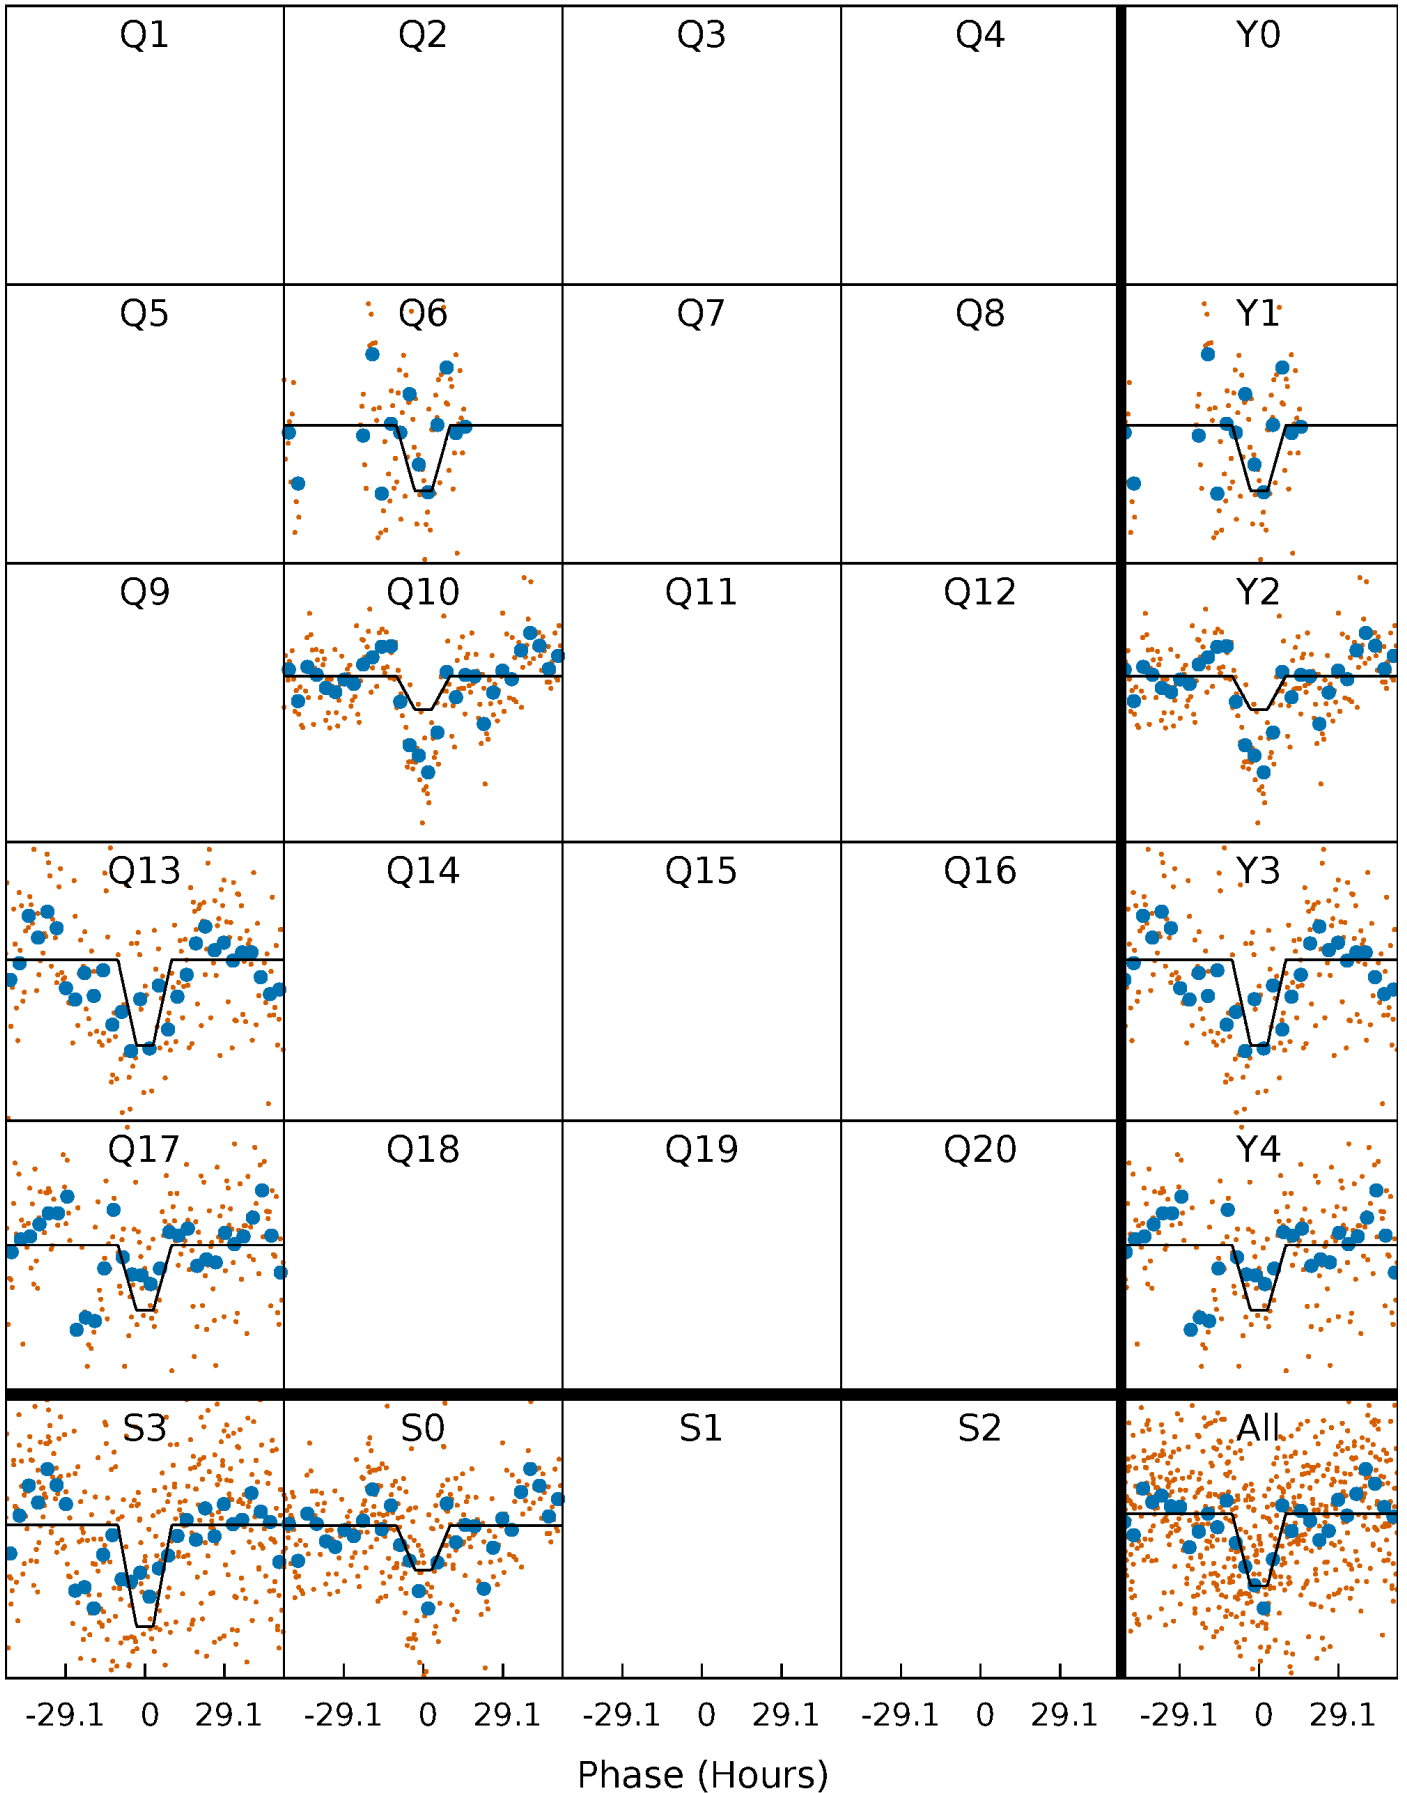 Q1 Q2 Q3 Q4 Y0
Q5 Q6 Q7 Q8 Y1
Q9 Q10 Q11 Q12 Y2
Q13 Q14 Q15 Q16 Y3
Q17 Q18 Q19 Q20 Y4
S3 S0 S1 S2 All
-29.1 0 29.1 -29.1 0 29.1 -29.1 0 29.1 -29.1 0 29.1 -29.1 0 29.1
Phase (Hours)